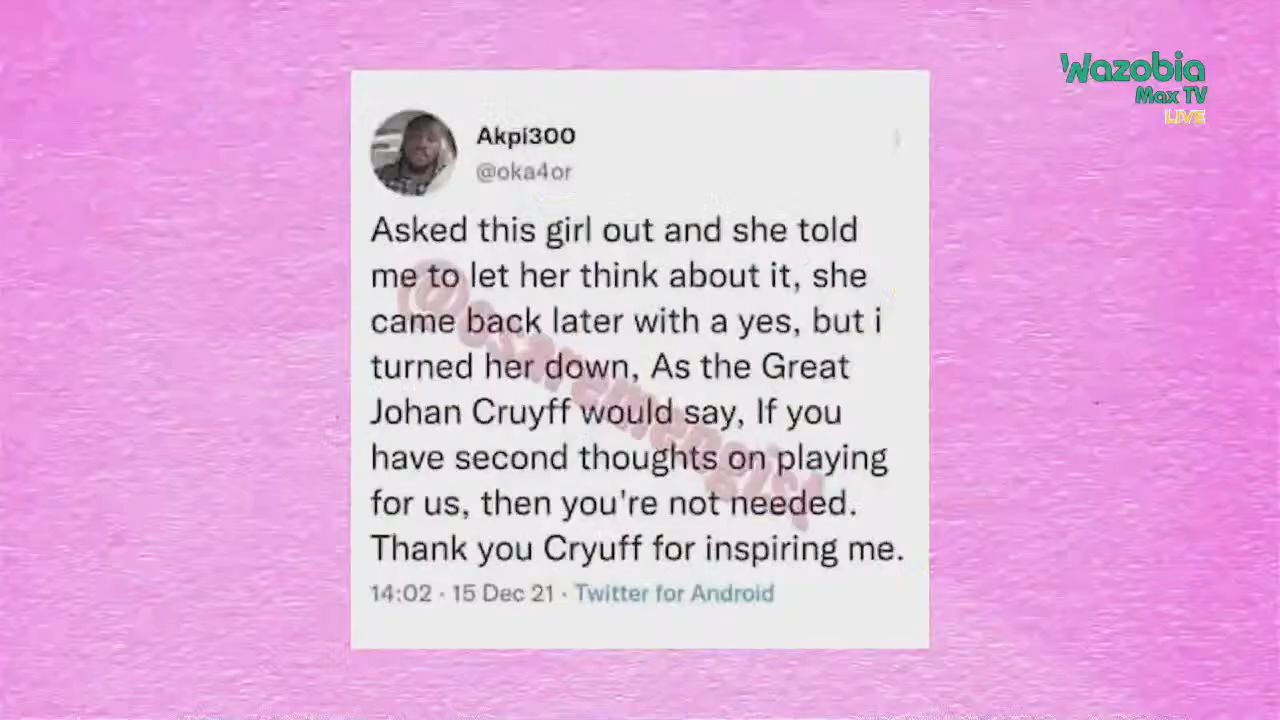 Wazobia
Max TV
LIVE
Akpi300
@oka4or
Asked this girl out and she told
me to let her think about it, she
came back later with a yes, but i
turned her down, As the Great
Johan Cruyff would say, If you
have second thoughts on playing
for us, then you're not needed.
Thank you Cryuff for inspiring me.
14:02 · 15 Dec 21 · Twitter for Android
@osaremengist